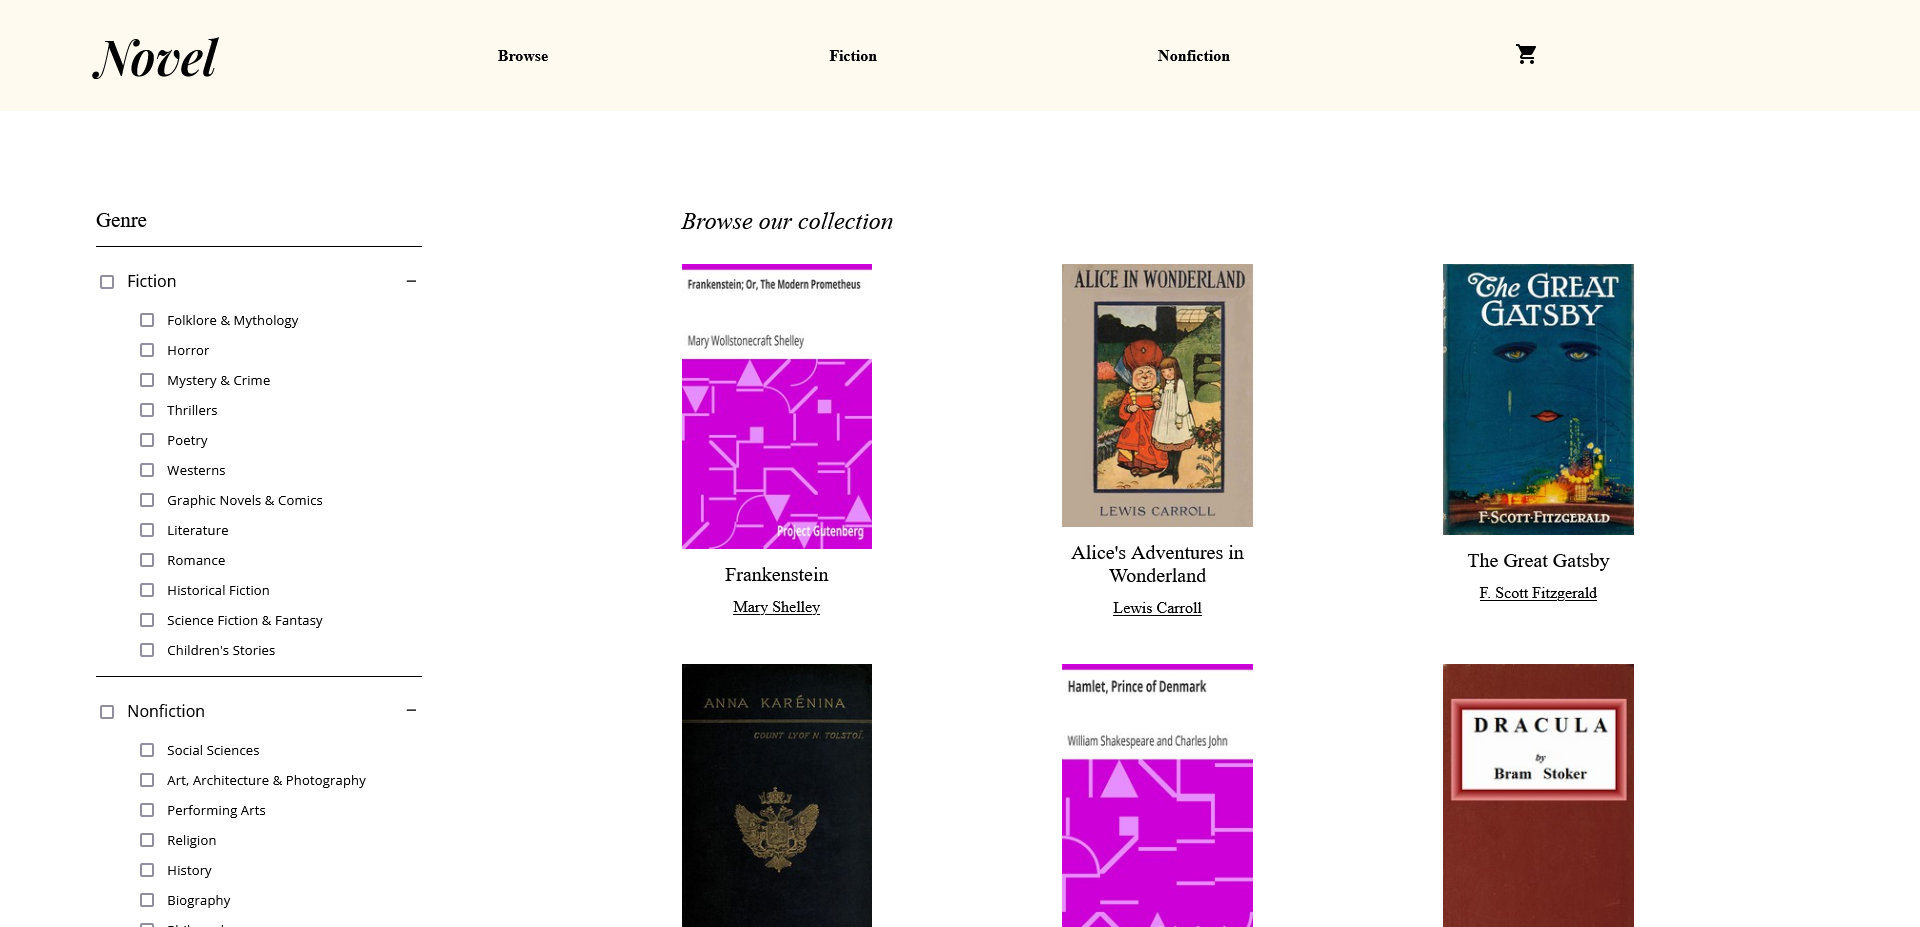 Novel
Browse
Fiction
Nonfiction
Genre
Fiction
Folklore & Mythology
Horror
Mystery & Crime
Thrillers
Poetry
Westerns
Graphic Novels & Comics
Literature
Romance
Historical Fiction
Science Fiction & Fantasy
Children's Stories
Nonfiction
Social Sciences
Art, Architecture & Photography
Performing Arts
Religion
History
Biography
Browse our collection
Frankenstein; Or, The Modern Prometheus
Mary Wollstonecraft Shelley
Project Gutenberg
Frankenstein
Mary Shelley
ALICE IN WONDERLAND
LEWIS CARROLL
Alice's Adventures in
Wonderland
Lewis Carroll
The GREAT
GATSBY
F·SCOTT·FITZGERALD
The Great Gatsby
F. Scott Fitzgerald
ANNA KARÉNINA
COUNT LYOF N. TOLSTOÏ.
Hamlet, Prince of Denmark
William Shakespeare and Charles John
DRACULA
by
Bram Stoker